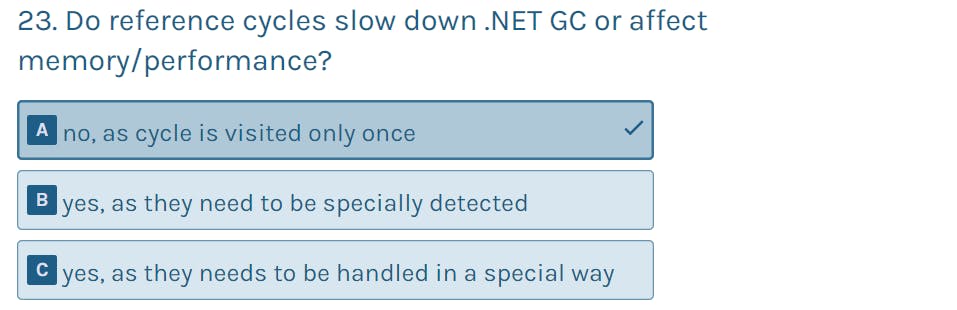 23. Do reference cycles slow down .NET GC or affect
memory/performance?
A no, as cycle is visited only once
B yes, as they need to be specially detected
C yes, as they needs to be handled in a special way